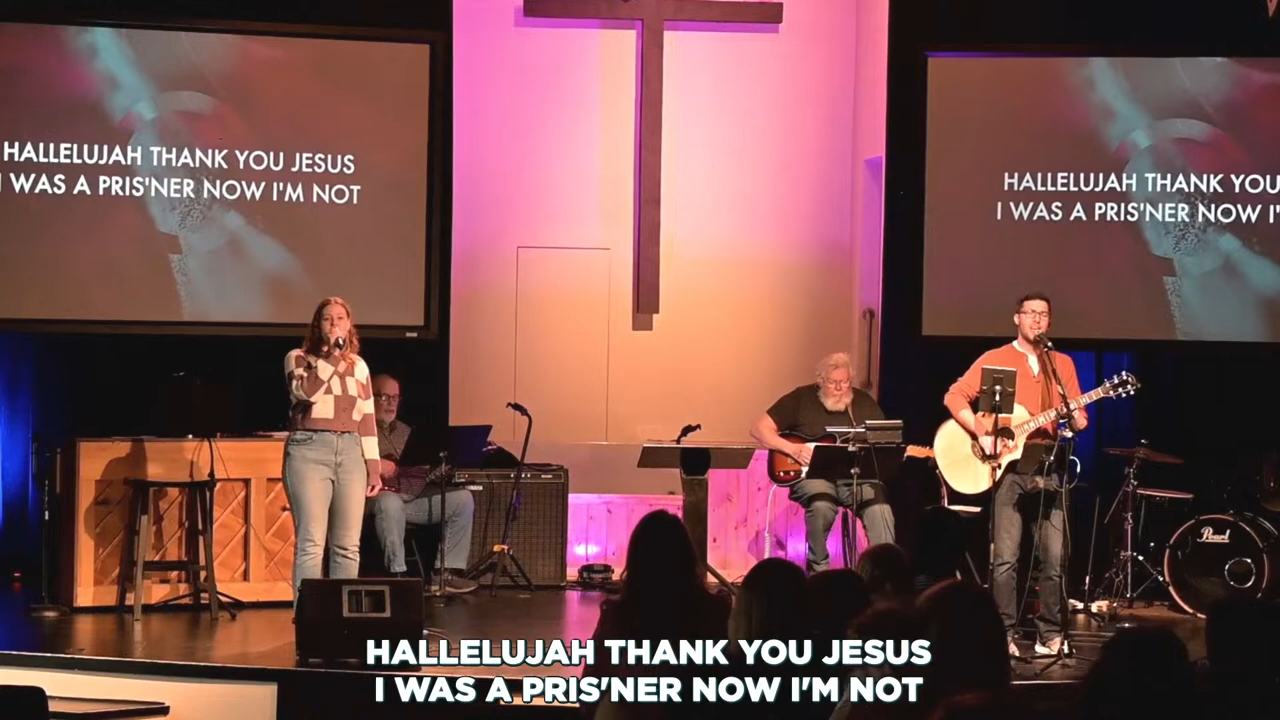 HALLELUJAH THANK YOU JESUS
I WAS A PRIS'NER NOW I'M NOT
HALLELUJAH THANK YOU
I WAS A PRIS'NER NOW I'
Pearl
HALLELUJAH THANK YOU JESUS
I WAS A PRIS'NER NOW I'M NOT